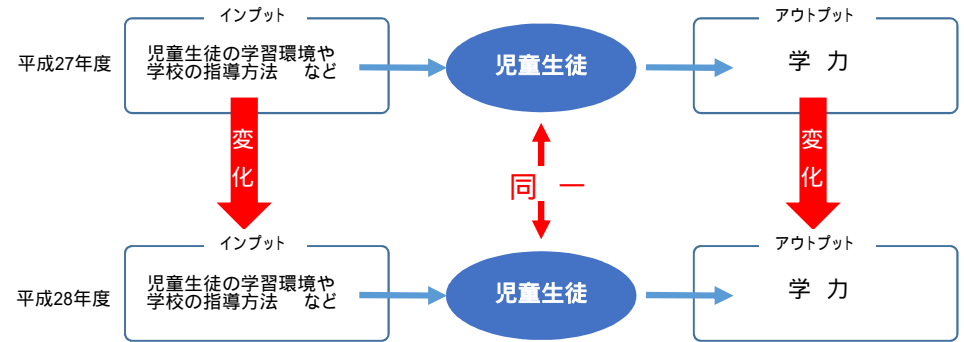 インプット
アウトプット
平成27年度
児童生徒の学習環境や
学校の指導方法 など
児童生徒
学 力
変
化
変
化
同 一
インプット
アウトプット
平成28年度
児童生徒の学習環境や
学校の指導方法 など
児童生徒
学 力